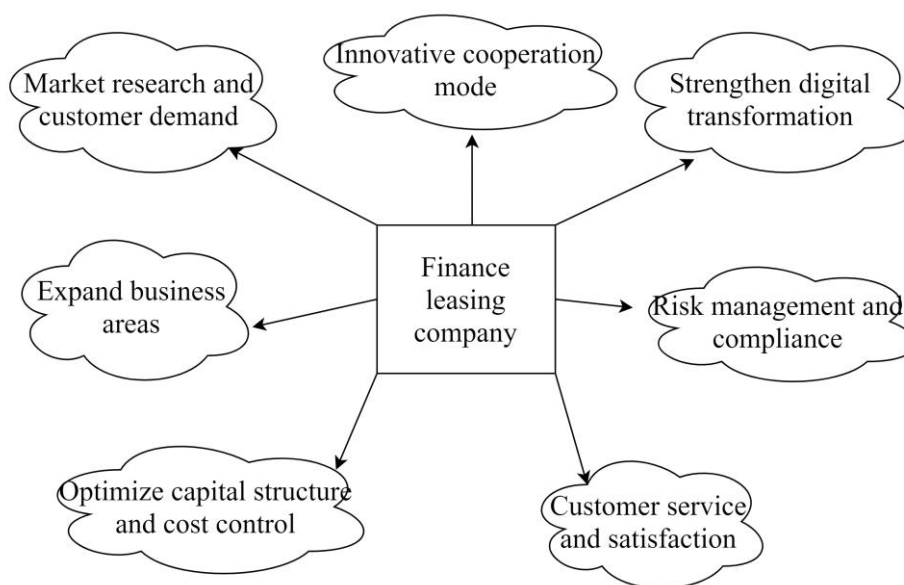 Innovative cooperation
mode
Market research and
customer demand
Strengthen digital
transformation
Finance
leasing
company
Expand business
areas
Risk management and
compliance
Optimize capital structure
and cost control
Customer service
and satisfaction